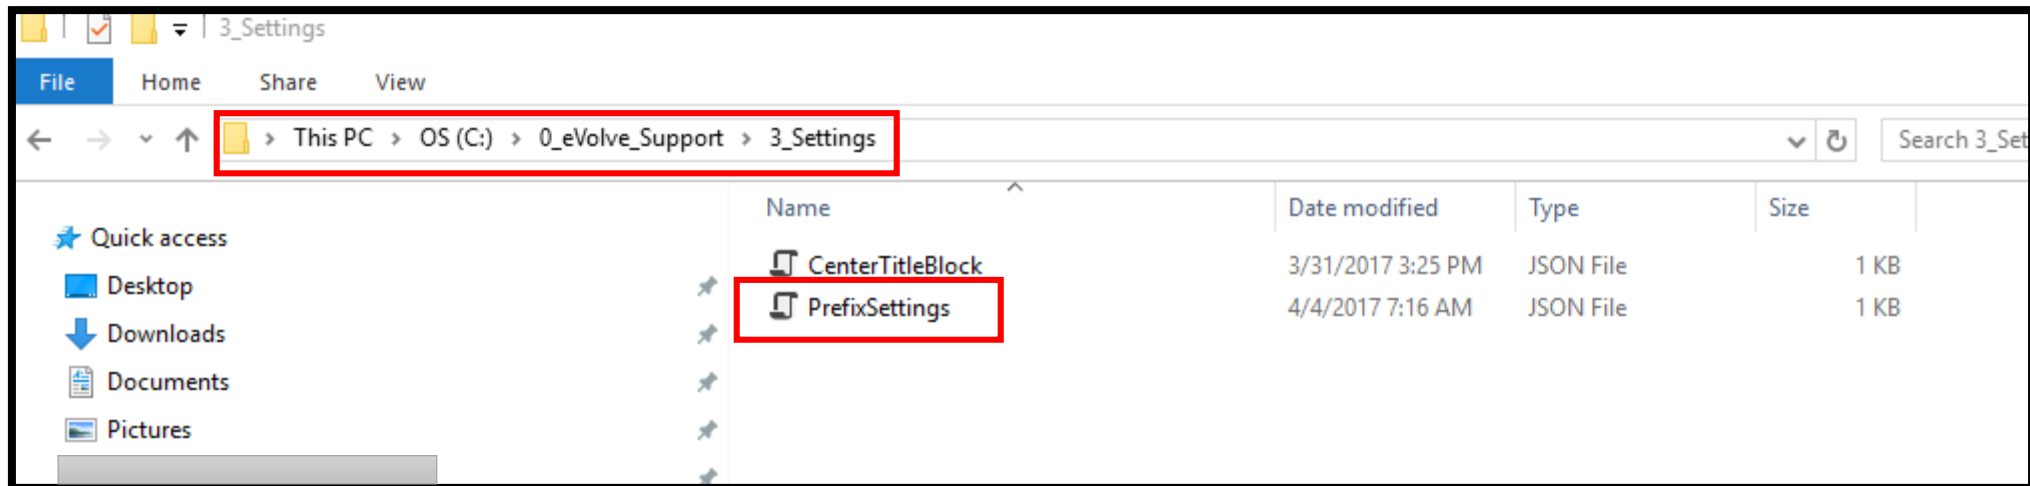 3_Settings
File Home Share View
This PC > OS (C:) > 0_eVolve_Support > 3_Settings Search 3_Set
Name Date modified Type Size
Quick access
CenterTitleBlock 3/31/2017 3:25 PM JSON File 1 KB
Desktop
PrefixSettings 4/4/2017 7:16 AM JSON File 1 KB
Downloads
Documents
Pictures